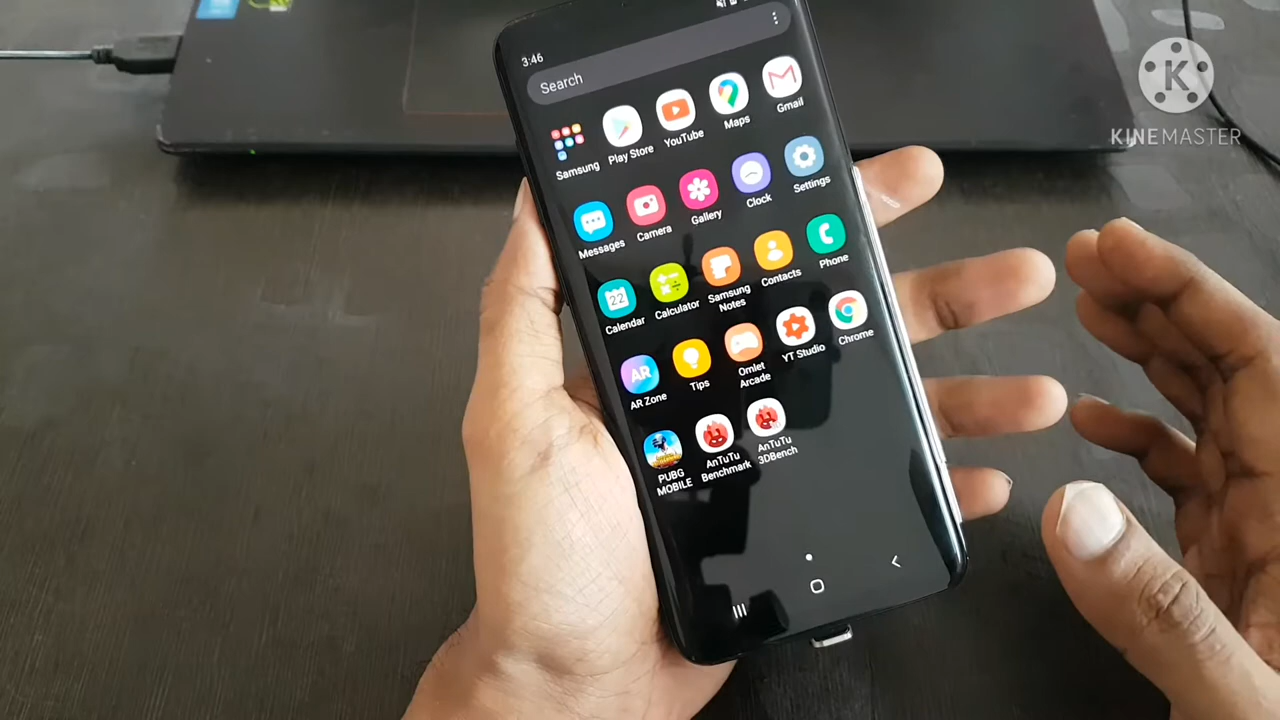 3:46
Search
Samsung
Play Store
YouTube
Maps
Gmail
Messages
Camera
Gallery
Clock
Settings
22
Calendar
Calculator
Samsung
Notes
Contacts
Phone
AR
AR Zone
Tips
Omlet
Arcade
YT Studio
Chrome
PUBG
MOBILE
AnTuTu
Benchmark
AnTuTu
3DBench
K
KINEMASTER